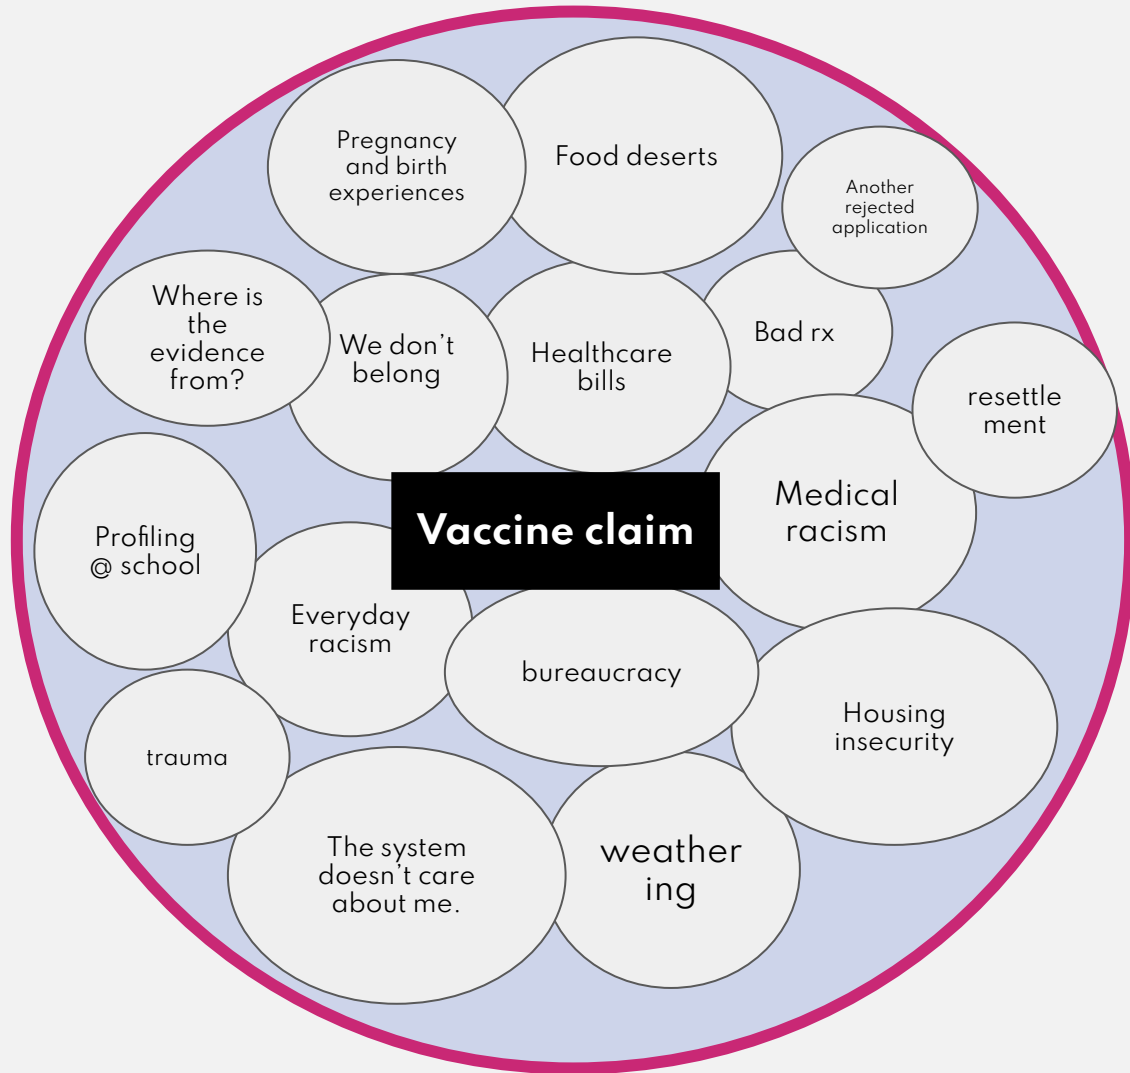 Pregnancy
and birth
experiences
Food deserts
Another
rejected
application
Where is
the
evidence
from?
We don't
belong
Healthcare
bills
Bad rx
resettle
ment
Profiling
@ school
Vaccine claim
Medical
racism
Everyday
racism
bureaucracy
Housing
insecurity
trauma
The system
doesn't care
about me.
weather
ing